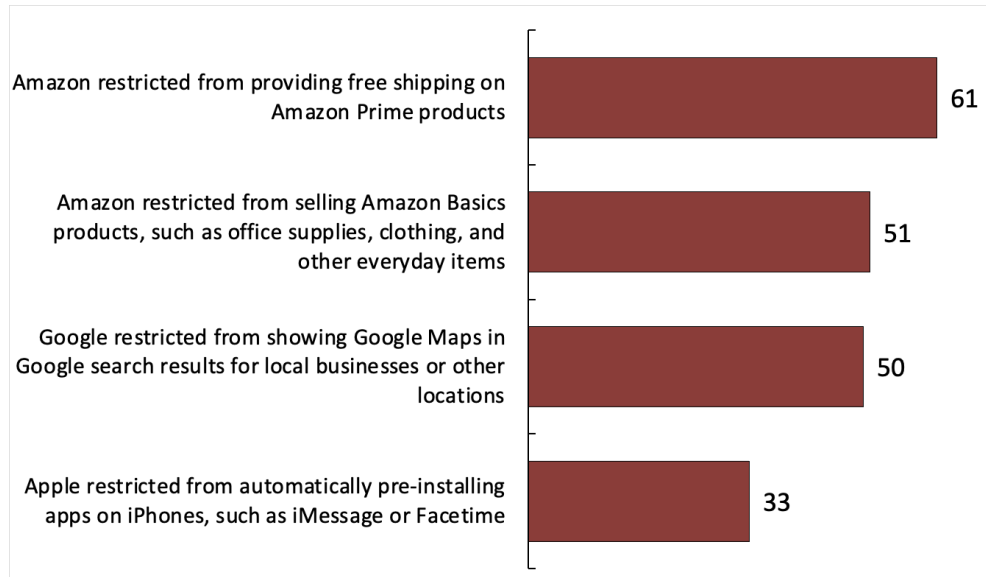 Amazon restricted from providing free shipping on
Amazon Prime products
61
Amazon restricted from selling Amazon Basics
products, such as office supplies, clothing, and
other everyday items
51
Google restricted from showing Google Maps in
Google search results for local businesses or other
locations
50
Apple restricted from automatically pre-installing
apps on iPhones, such as iMessage or Facetime
33